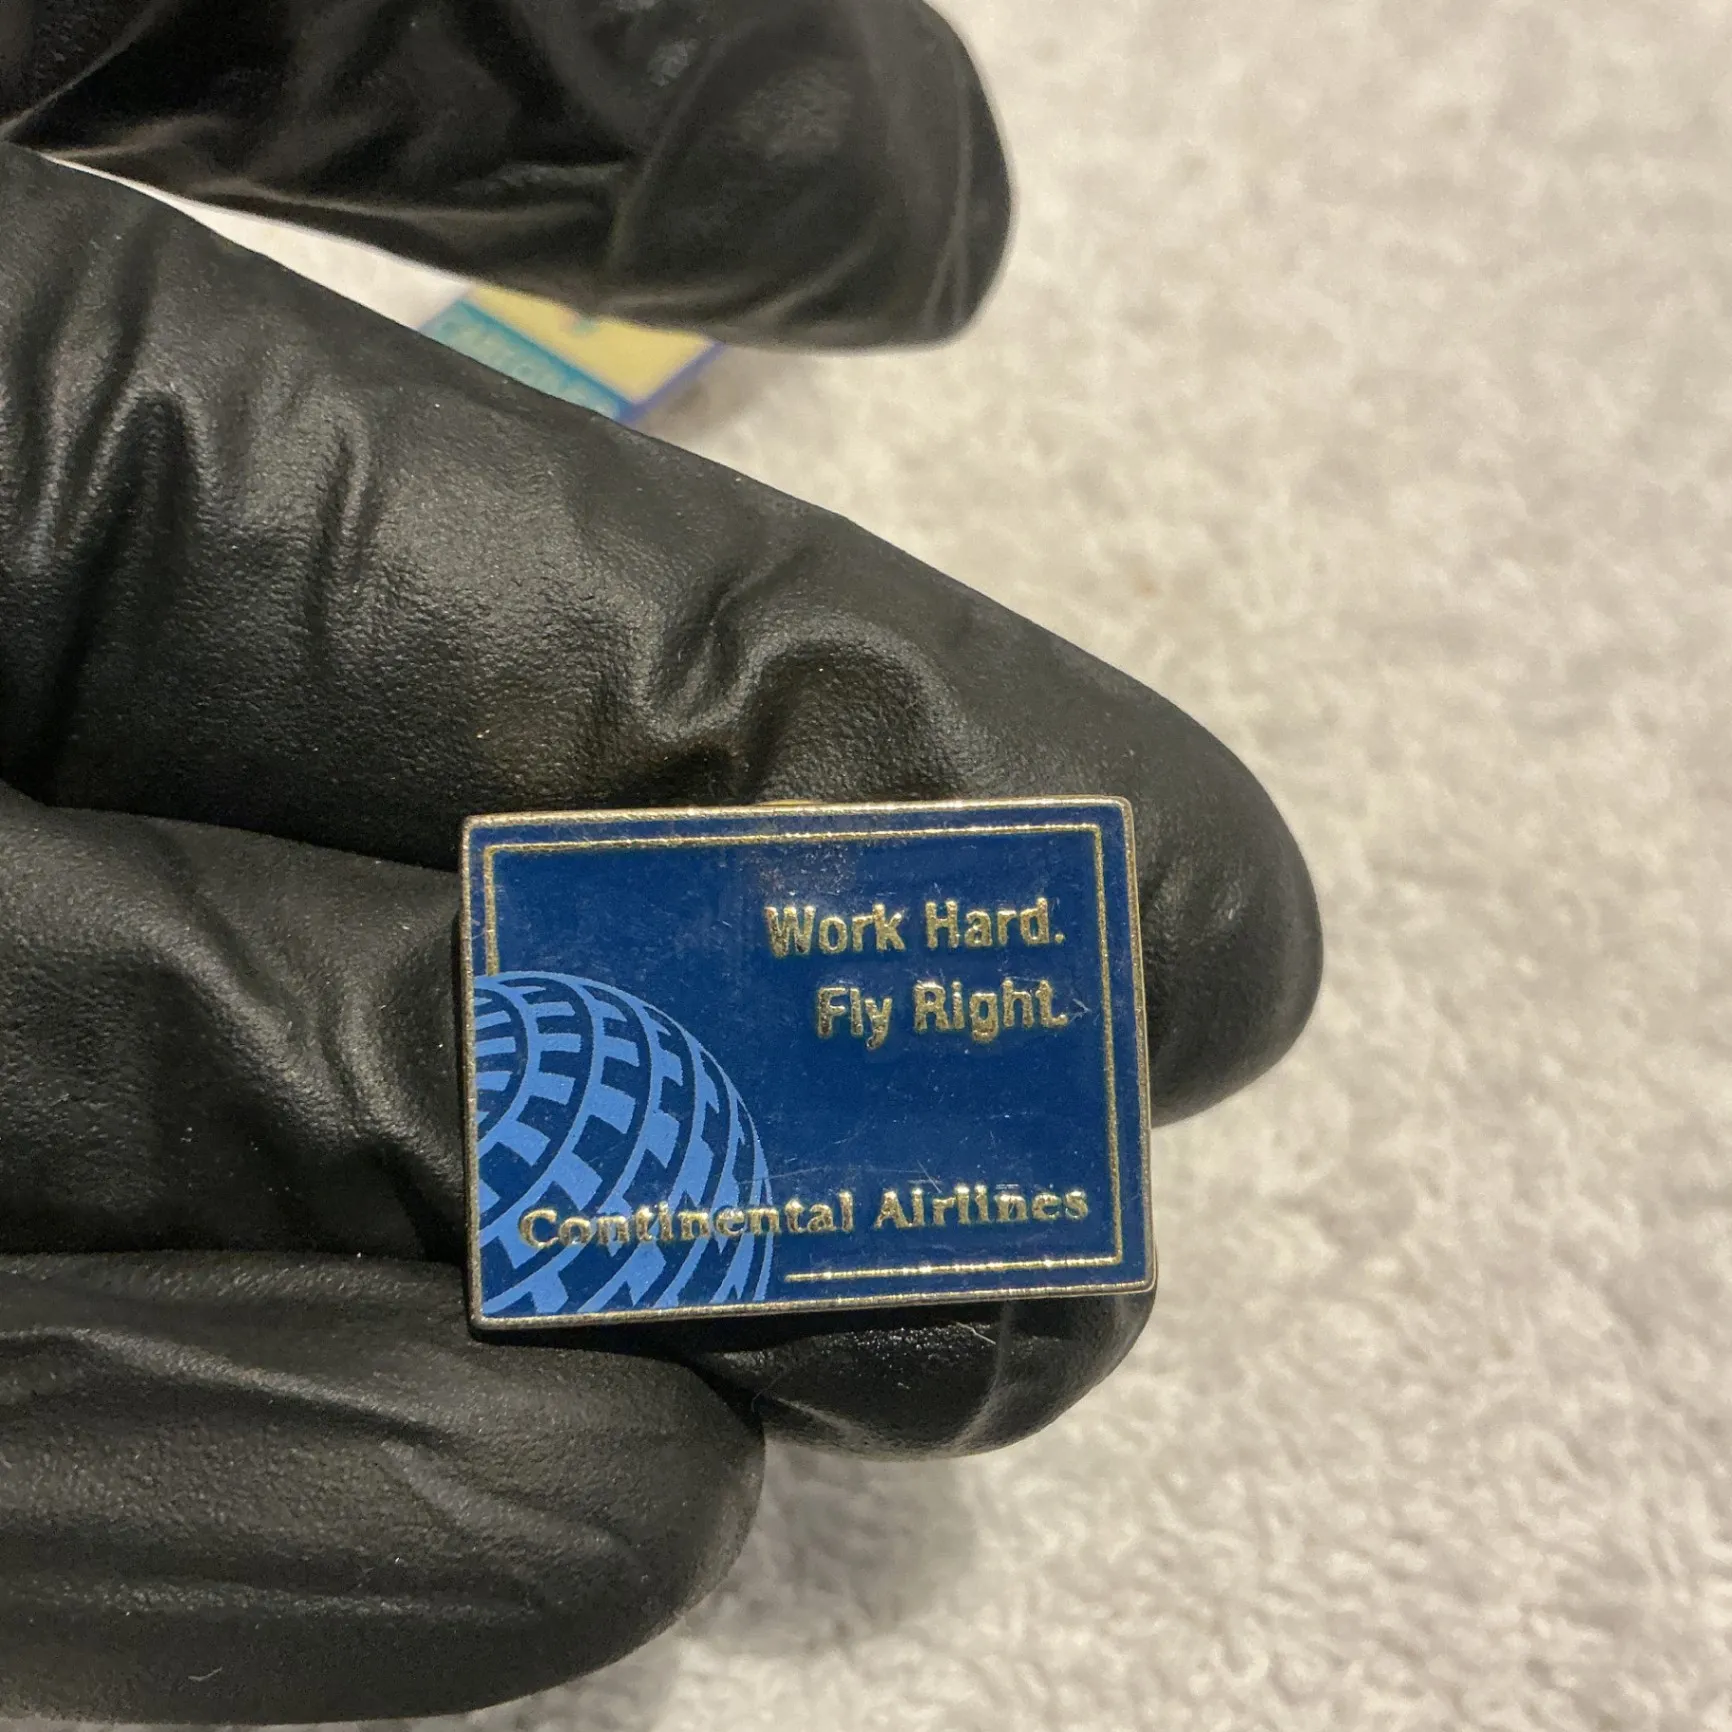 Work Hard.
Fly Right.
Continental Airlines